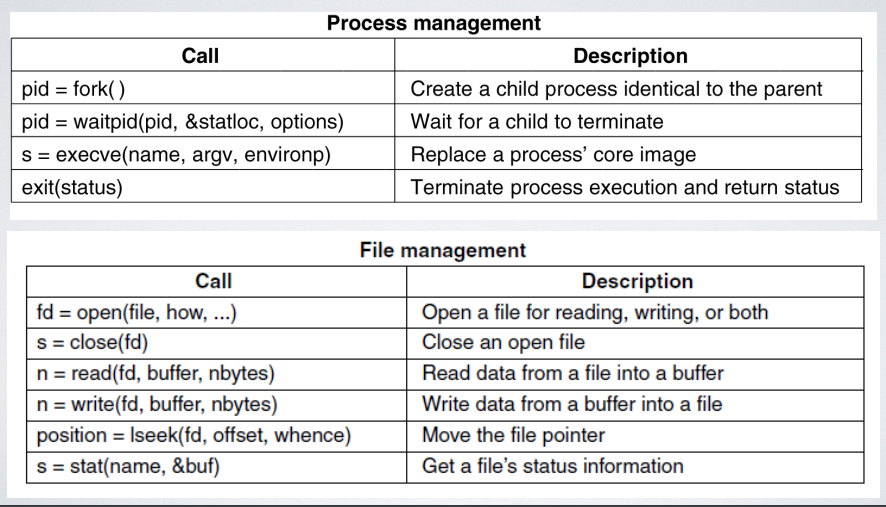 Process management
Call Description
pid = fork( ) Create a child process identical to the parent
pid = waitpid(pid, &statloc, options) Wait for a child to terminate
s = execve(name, argv, environp) Replace a process' core image
exit(status) Terminate process execution and return status
File management
Call Description
fd = open(file, how, ...) Open a file for reading, writing, or both
s = close(fd) Close an open file
n = read(fd, buffer, nbytes) Read data from a file into a buffer
n = write(fd, buffer, nbytes) Write data from a buffer into a file
position = lseek(fd, offset, whence) Move the file pointer
s = stat(name, &buf) Get a file's status information